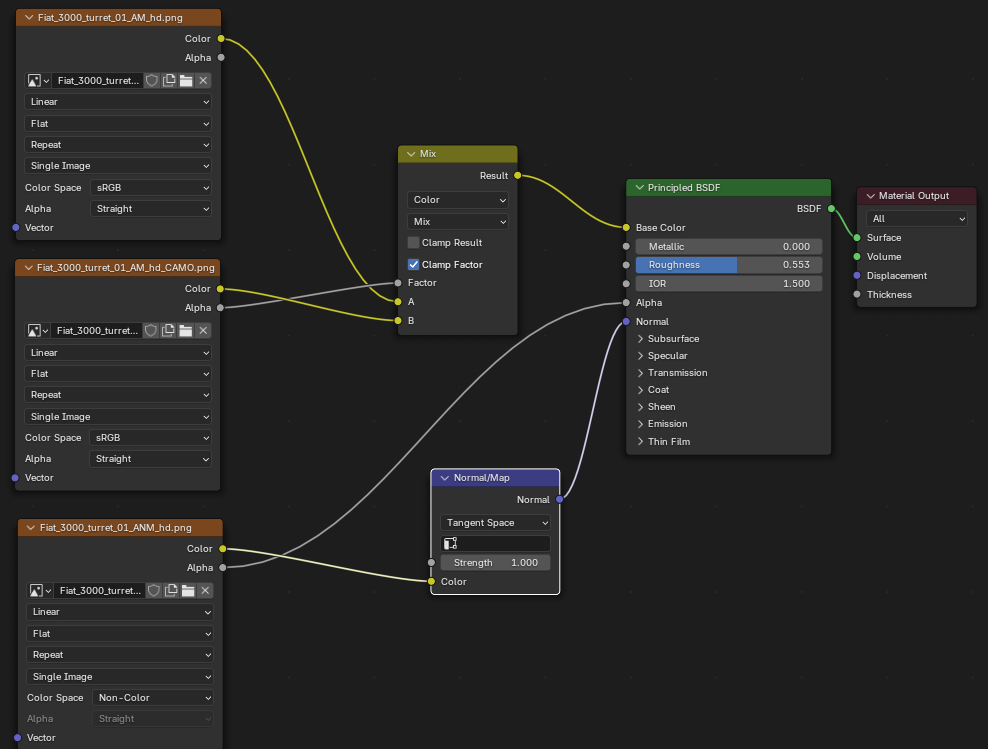 Fiat_3000_turret_01_AM_hd.png
Color
Alpha
Fiat_3000_turret...
Linear
Flat
Repeat
Single Image
Color Space sRGB
Alpha Straight
Vector
Fiat_3000_turret_01_AM_hd_CAMO.png
Color
Alpha
Fiat_3000_turret...
Linear
Flat
Repeat
Single Image
Color Space sRGB
Alpha Straight
Vector
Fiat_3000_turret_01_ANM_hd.png
Color
Alpha
Fiat_3000_turret...
Linear
Flat
Repeat
Single Image
Color Space Non-Color
Alpha Straight
Vector
Mix
Result
Color
Mix
Clamp Result
Clamp Factor
Factor
A
B
Normal/Map
Normal
Tangent Space
Strength 1.000
Color
Principled BSDF
BSDF
Base Color
Metallic 0.000
Roughness 0.553
IOR 1.500
Alpha
Normal
Subsurface
Specular
Transmission
Coat
Sheen
Emission
Thin Film
Material Output
All
Surface
Volume
Displacement
Thickness